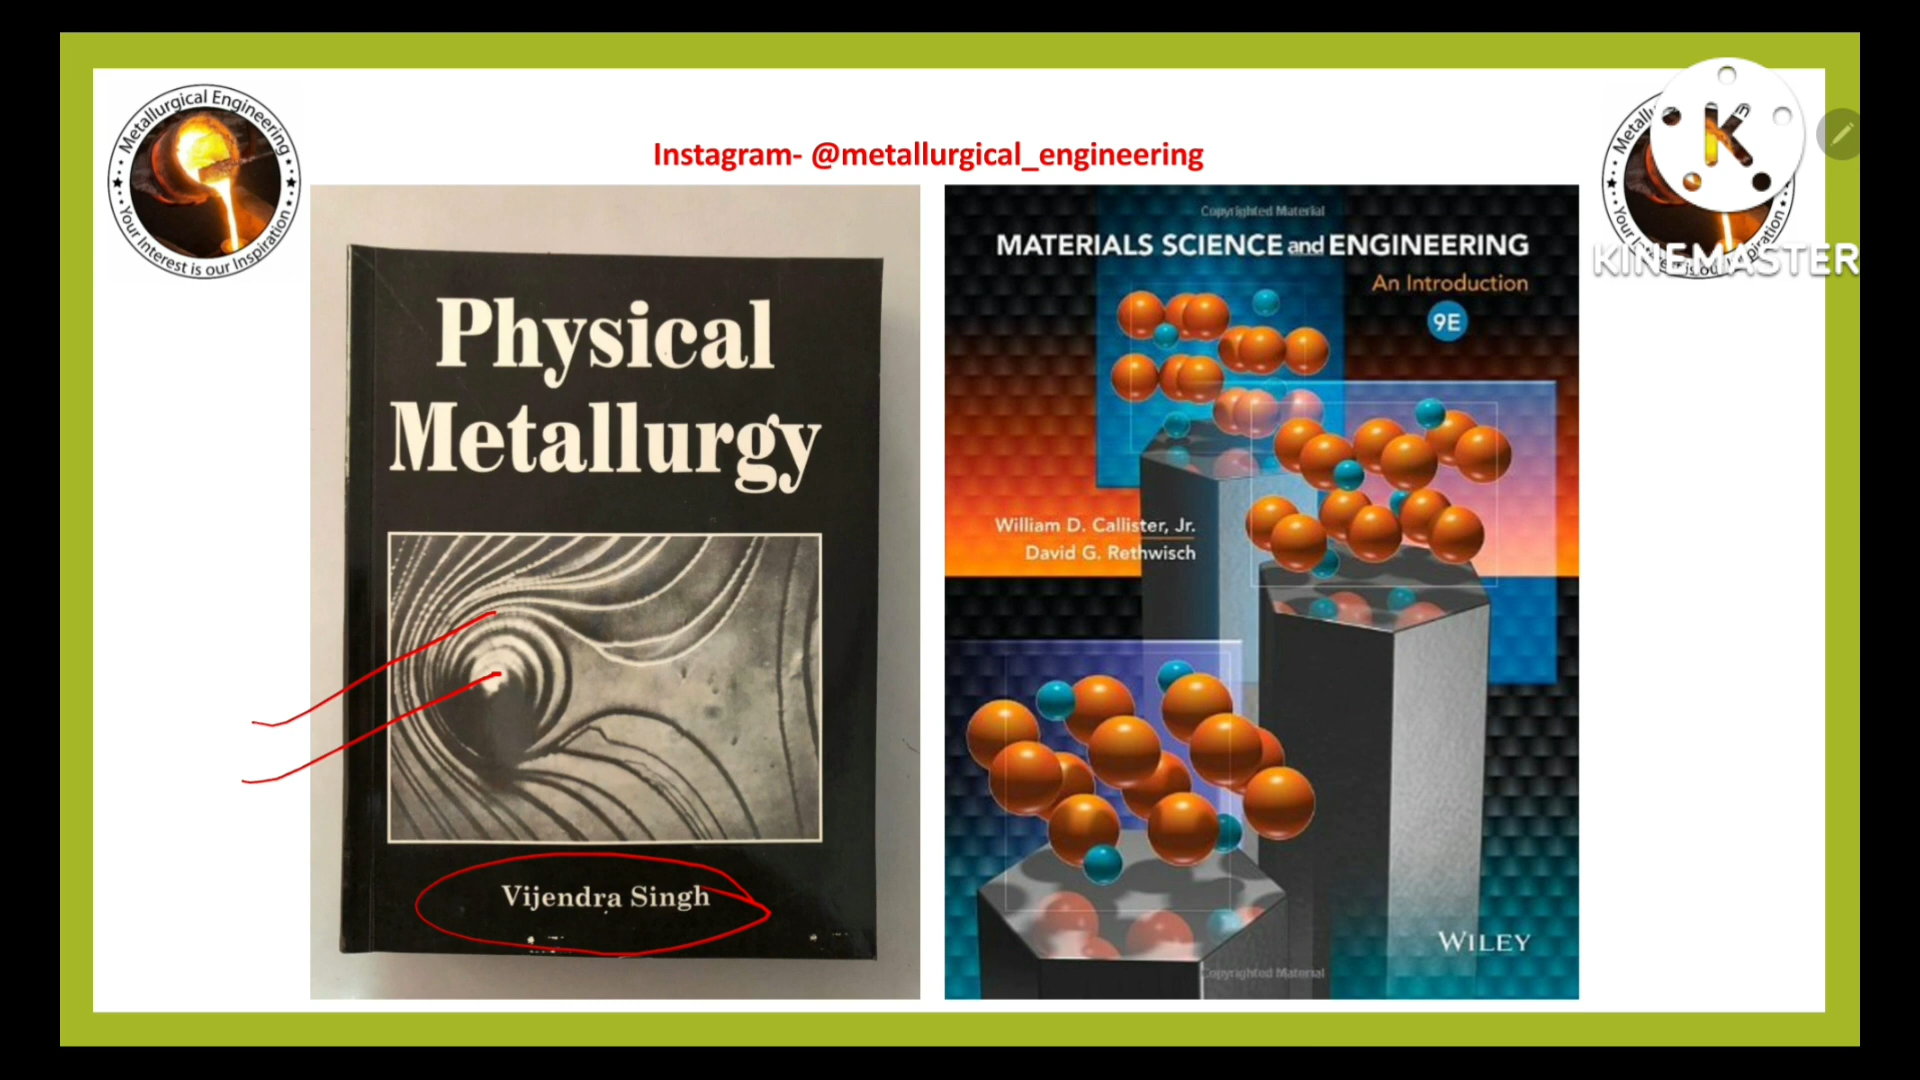 Metallurgical Engineering
Your Interest is our Inspiration
Instagram- @metallurgical_engineering
Physical
Metallurgy
Vijendra Singh
Copyrighted Material
MATERIALS SCIENCE and ENGINEERING
An Introduction
9E
William D. Callister, Jr.
David G. Rethwisch
WILEY
Copyrighted Material
K
KINEMASTER